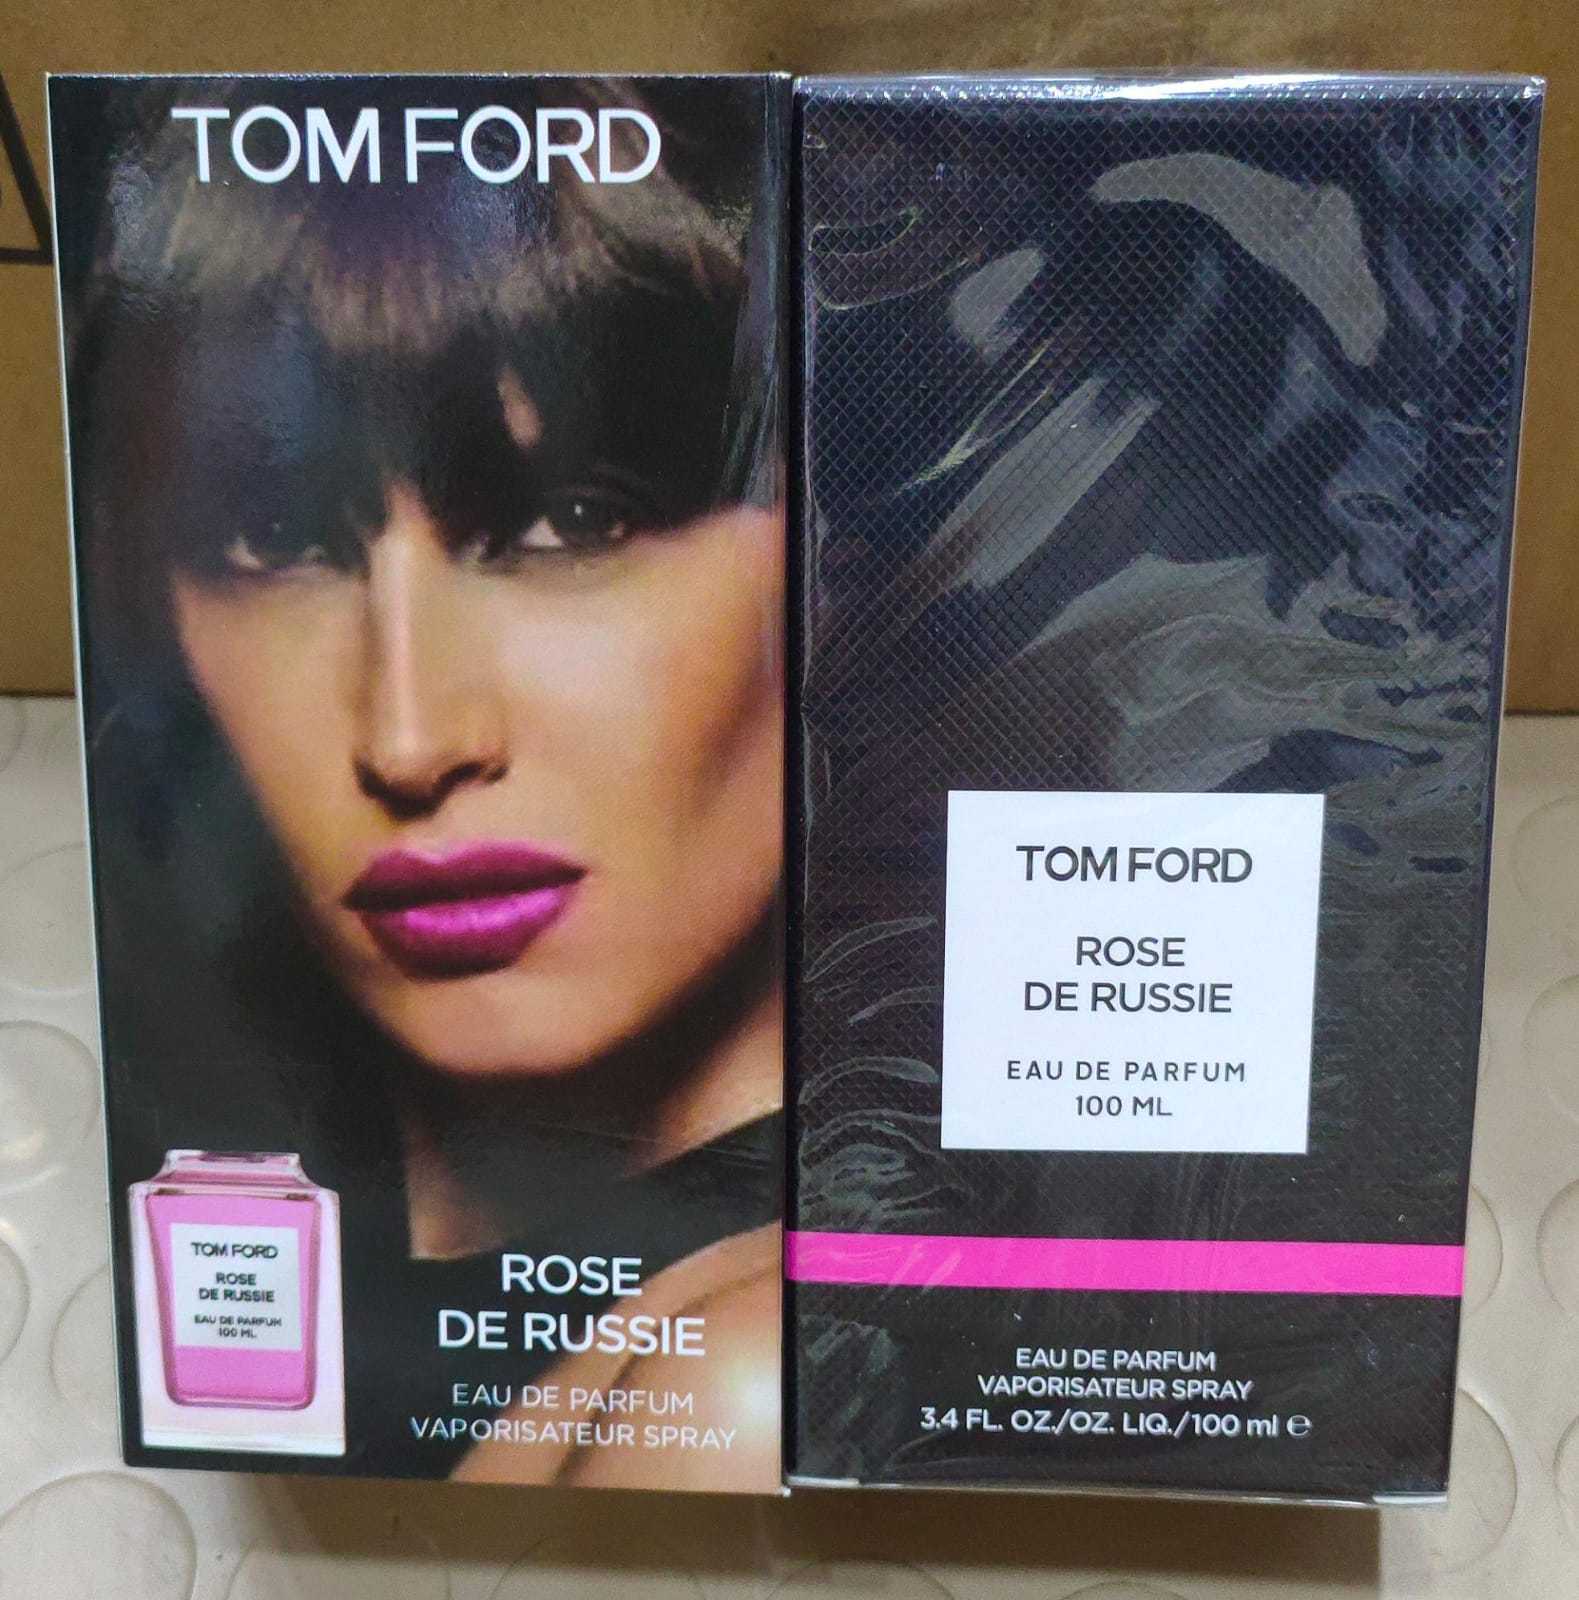 TOM FORD
TOM FORD
ROSE
DE RUSSIE
EAU DE PARFUM
100 ML
ROSE
DE RUSSIE
EAU DE PARFUM
VAPORISATEUR SPRAY
TOM FORD
ROSE
DE RUSSIE
EAU DE PARFUM
100 ML
EAU DE PARFUM
VAPORISATEUR SPRAY
3.4 FL. OZ./OZ. LIQ./100 ml ℮